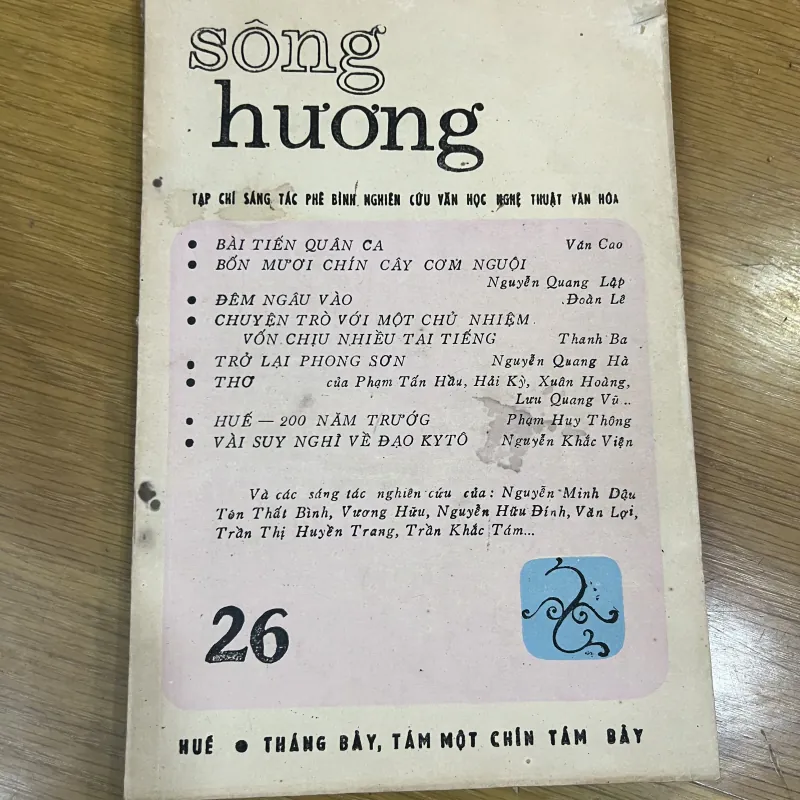 sông
hương
TẠP CHÍ SÁNG TÁC PHÊ BÌNH NGHIÊN CỨU VĂN HỌC NGHỆ THUẬT VĂN HÓA
• BÀI TIẾN QUÂN CA Văn Cao
• BỐN MƯƠI CHÍN CÂY CƠM NGUỘI
Nguyễn Quang Lập
• ĐÊM NGÂU VÀO Đoàn Lê
• CHUYỆN TRÒ VỚI MỘT CHỦ NHIỆM
VỐN CHỊU NHIỀU TAI TIẾNG Thanh Ba
• TRỞ LẠI PHONG SƠN Nguyễn Quang Hà
• THƠ của Phạm Tấn Hầu, Hải Kỳ, Xuân Hoàng,
Lưu Quang Vũ..
• HUẾ — 200 NĂM TRƯỚG Phạm Huy Thông
• VÀI SUY NGHĨ VỀ ĐẠO KYTÔ Nguyễn Khắc Viện
Và các sáng tác nghiên cứu của: Nguyễn Minh Dậu
Tôn Thất Bình, Vương Hữu, Nguyễn Hữu Đính, Văn Lợi,
Trần Thị Huyền Trang, Trần Khắc Tám...
26
HUẾ • THÁNG BẢY, TÁM MỘT CHÍN TÁM BẢY